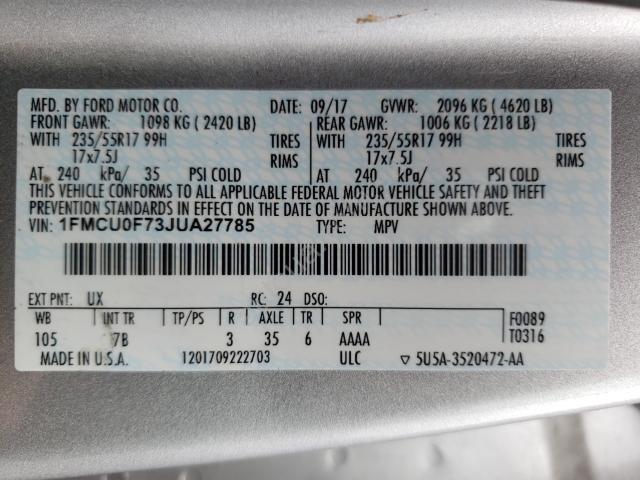 MFD. BY FORD MOTOR CO. DATE: 09/17 GVWR: 2096 KG ( 4620 LB)
FRONT GAWR: 1098 KG ( 2420 LB) REAR GAWR: 1006 KG ( 2218 LB)
WITH 235/55R17 99H TIRES WITH 235/55R17 99H TIRES
17x7.5J RIMS 17x7.5J RIMS
AT 240 kPa/ 35 PSI COLD AT 240 kPa/ 35 PSI COLD
THIS VEHICLE CONFORMS TO ALL APPLICABLE FEDERAL MOTOR VEHICLE SAFETY AND THEFT
PREVENTION STANDARDS IN EFFECT ON THE DATE OF MANUFACTURE SHOWN ABOVE.
VIN: 1FMCU0F73JUA27785 TYPE: MPV
EXT PNT: UX RC: 24 DSO:
WB INT TR TP/PS R AXLE TR SPR F0089
105 7B 3 35 6 AAAA T0316
MADE IN U.S.A. 1201709222703 ULC ▽ 5U5A-3520472-AA